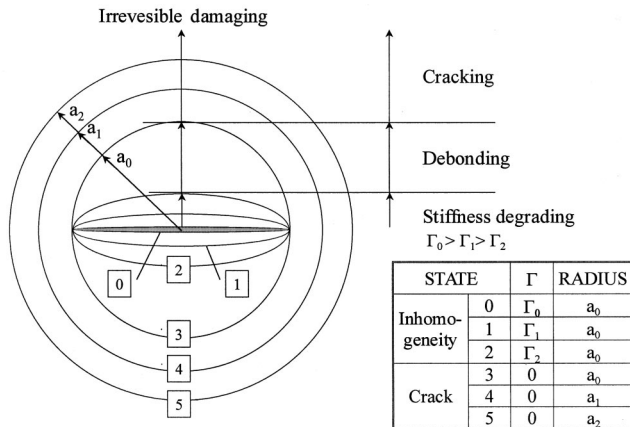 Irrevesible damaging
Cracking
Debonding
Stiffness degrading
Γ₀ > Γ₁ > Γ₂
a₂
a₁
a₀
0
2
1
3
4
5
STATE Γ RADIUS
Inhomo-
geneity
0 Γ₀ a₀
1 Γ₁ a₀
2 Γ₂ a₀
Crack
3 0 a₀
4 0 a₁
5 0 a₂